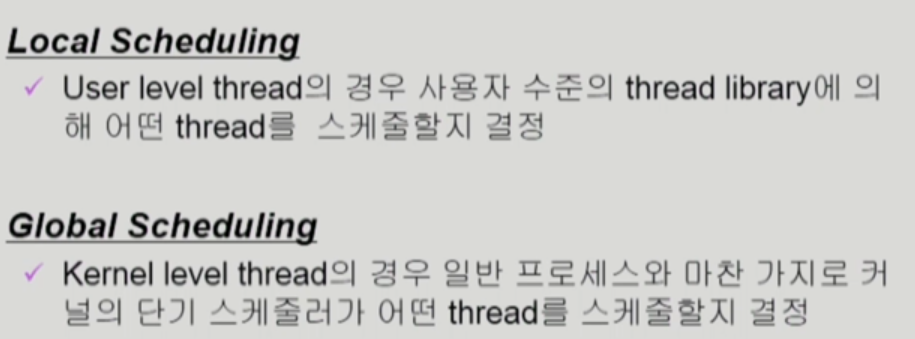 Local Scheduling
✓ User level thread의 경우 사용자 수준의 thread library에 의
해 어떤 thread를 스케줄할지 결정
Global Scheduling
✓ Kernel level thread의 경우 일반 프로세스와 마찬 가지로 커
널의 단기 스케줄러가 어떤 thread를 스케줄할지 결정